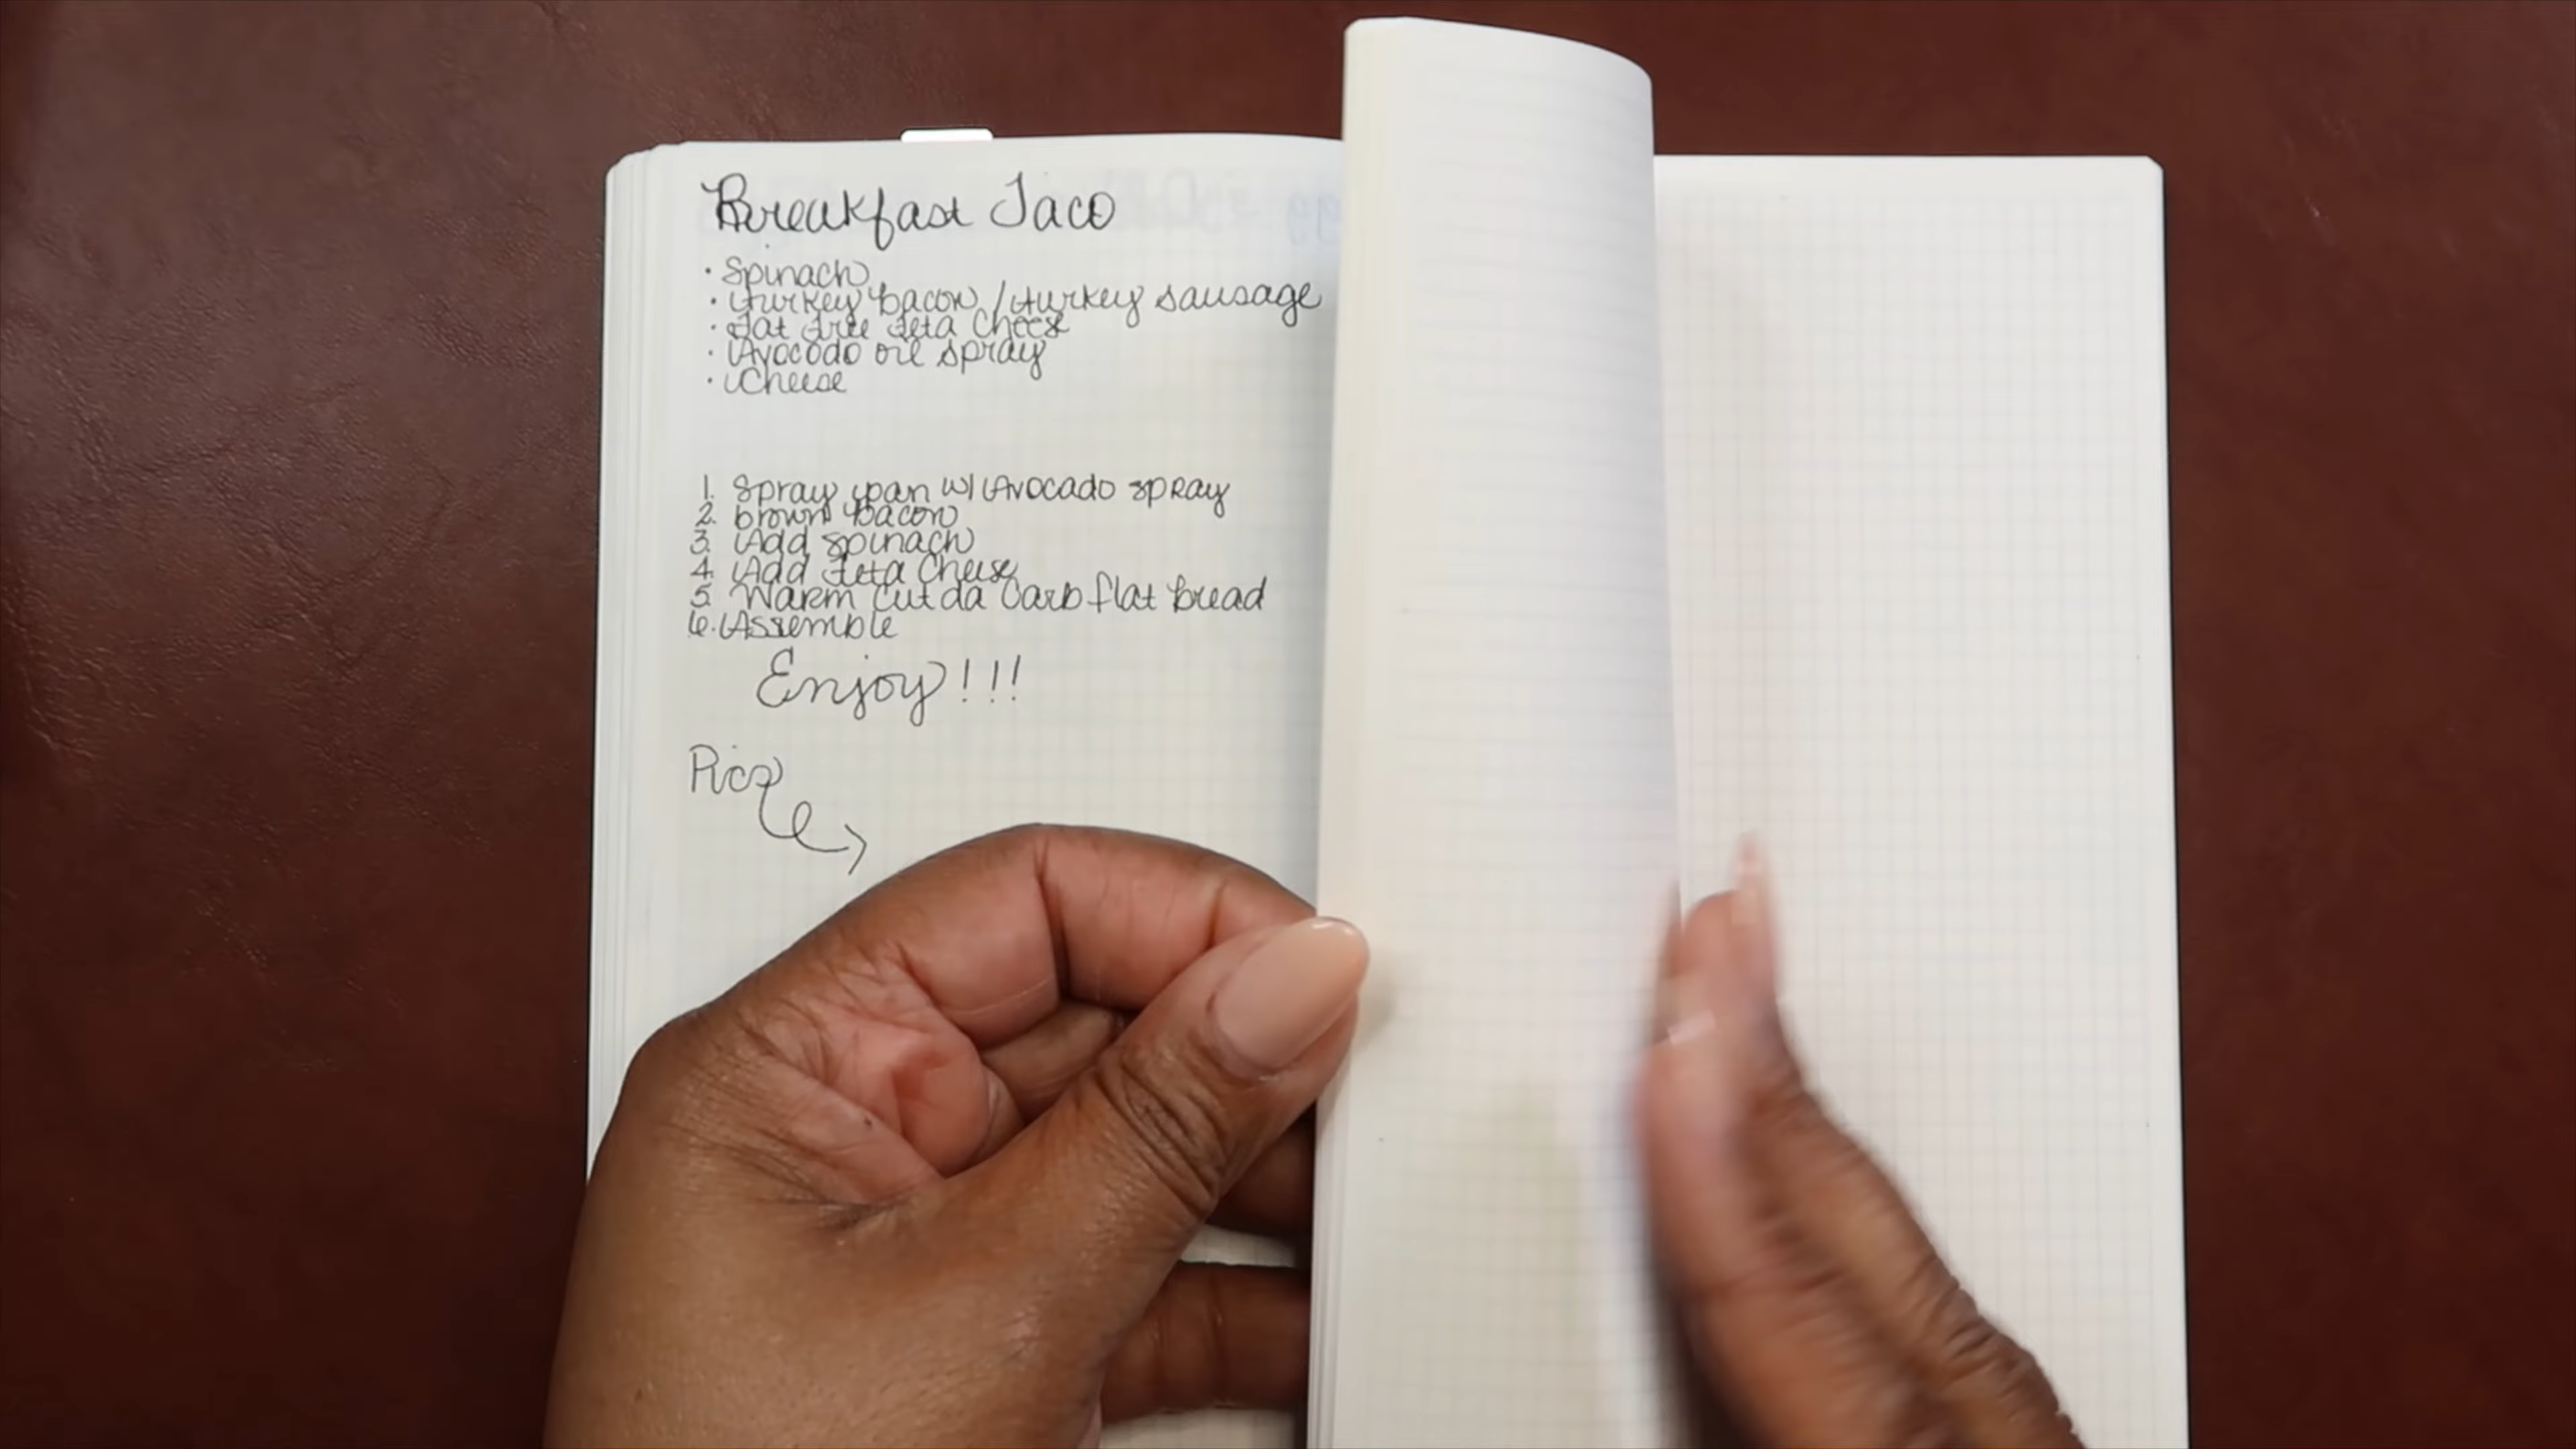 Breakfast Taco
· Spinach
· turkey bacon / turkey sausage
· Fat Free Feta Cheese
· Avocodo oil spray
· Cheese
1. Spray pan w/ Avocado spray
2. brown bacon
3. Add spinach
4. Add Feta Cheese
5. Warm Cut da Carb flat bread
6. Assemble
Enjoy!!!
Pics